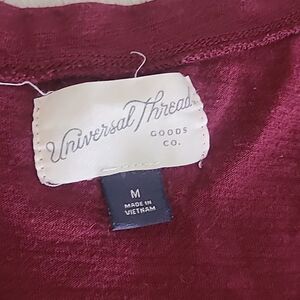 Universal Thread
GOODS
CO.
M
MADE IN
VIETNAM